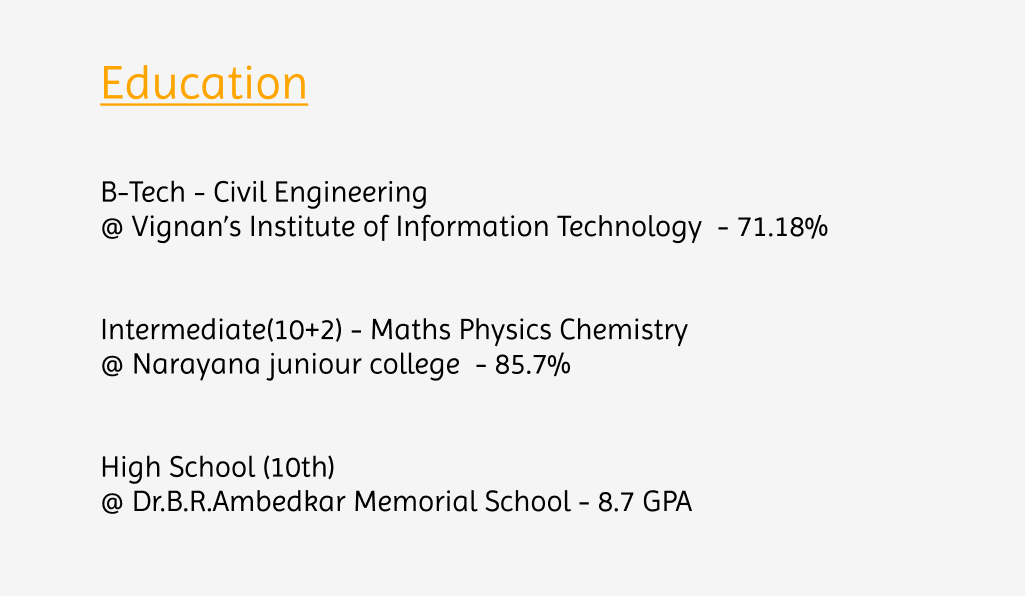 Education
B-Tech - Civil Engineering
@ Vignan's Institute of Information Technology  - 71.18%
Intermediate(10+2) - Maths Physics Chemistry
@ Narayana juniour college  - 85.7%
High School (10th)
@ Dr.B.R.Ambedkar Memorial School - 8.7 GPA